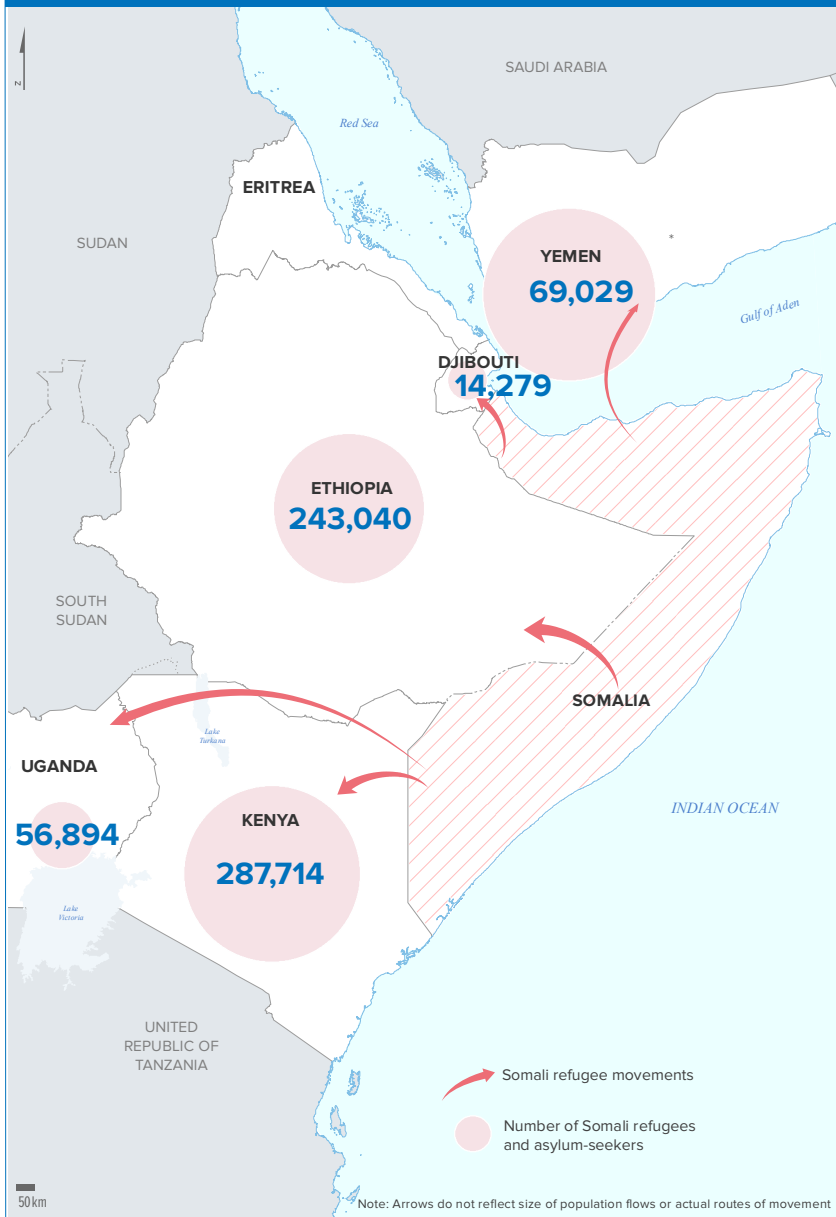 N
SAUDI ARABIA
Red Sea
ERITREA
SUDAN
YEMEN
*
69,029
Gulf of Aden
DJIBOUTI
14,279
ETHIOPIA
243,040
SOUTH
SUDAN
SOMALIA
Lake
Turkana
UGANDA
INDIAN OCEAN
KENYA
56,894
287,714
Lake
Victoria
UNITED
REPUBLIC OF
TANZANIA
Somali refugee movements
Number of Somali refugees
and asylum-seekers
50 km
Note: Arrows do not reflect size of population flows or actual routes of movement